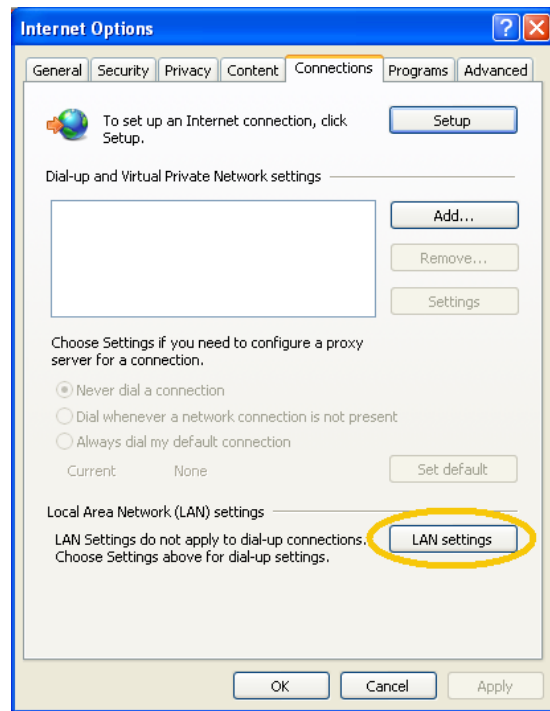 Internet Options
General Security Privacy Content Connections Programs Advanced
To set up an Internet connection, click
Setup.
Setup
Dial-up and Virtual Private Network settings
Add...
Remove...
Settings
Choose Settings if you need to configure a proxy
server for a connection.
Never dial a connection
Dial whenever a network connection is not present
Always dial my default connection
Current None
Set default
Local Area Network (LAN) settings
LAN Settings do not apply to dial-up connections.
Choose Settings above for dial-up settings.
LAN settings
OK Cancel Apply